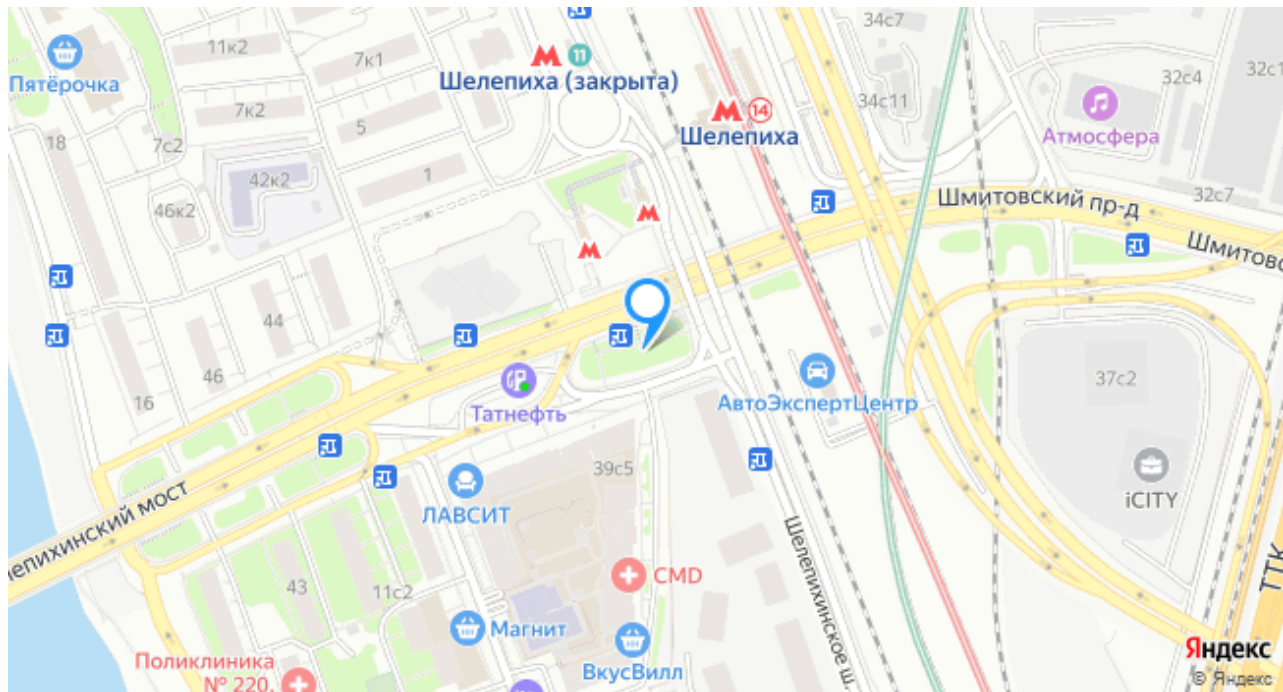 34с7
11к2
Пятёрочка
7к1
11
Шелепиха (закрыта)
32с4
32с1
7к2
34с11
14
Шелепиха
Атмосфера
5
18
7с2
42к2
1
46к2
Шмитовский пр-д
32с7
Шмитовс
44
46
16
Татнефть
АвтоЭкспертЦентр
37с2
39с5
ЛАВСИТ
iCITY
лепихинский мост
Шелепихинское ш.
43
11с2
CMD
ТТК
Магнит
ВкусВилл
Поликлиника
№ 220,
Яндекс
© Яндекс